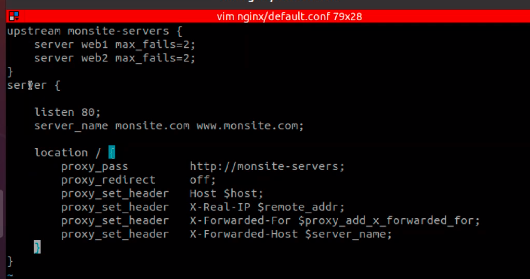 vim nginx/default.conf 79x28
upstream monsite-servers {
    server web1 max_fails=2;
    server web2 max_fails=2;
}
server {

    listen 80;
    server_name monsite.com www.monsite.com;

    location / {
        proxy_pass         http://monsite-servers;
        proxy_redirect     off;
        proxy_set_header   Host $host;
        proxy_set_header   X-Real-IP $remote_addr;
        proxy_set_header   X-Forwarded-For $proxy_add_x_forwarded_for;
        proxy_set_header   X-Forwarded-Host $server_name;
    }
}
~